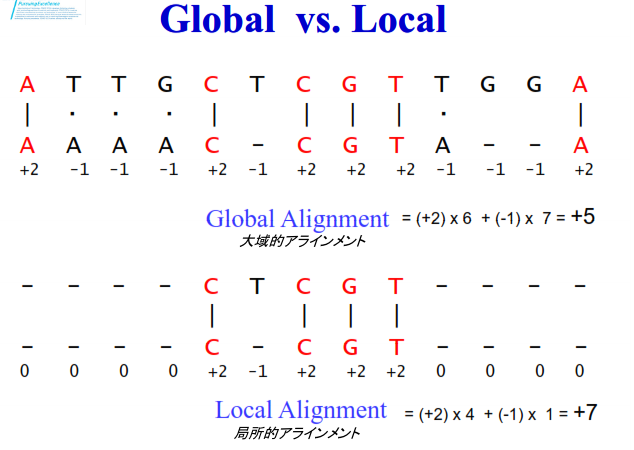 Global vs. Local
A T T G C T C G T T G G A
| · · · | | | | · |
A A A A C - C G T A - - A
+2 -1 -1 -1 +2 -1 +2 +2 +2 -1 -1 -1 +2
Global Alignment = (+2) x 6 + (-1) x 7 = +5
大域的アラインメント
- - - - C T C G T - - - -
| | | |
- - - - C - C G T - - - -
0 0 0 0 +2 -1 +2 +2 +2 0 0 0 0
Local Alignment = (+2) x 4 + (-1) x 1 = +7
局所的アラインメント